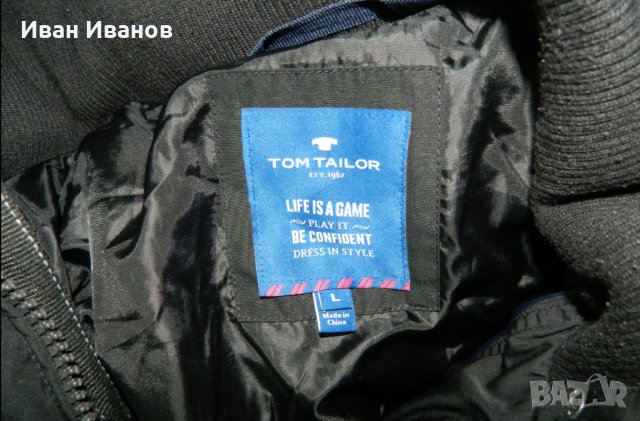 Иван Иванов
TOM TAILOR
EST. 1962
LIFE IS A GAME
PLAY IT
BE CONFIDENT
DRESS IN STYLE
L
Made in
China
BAZAR